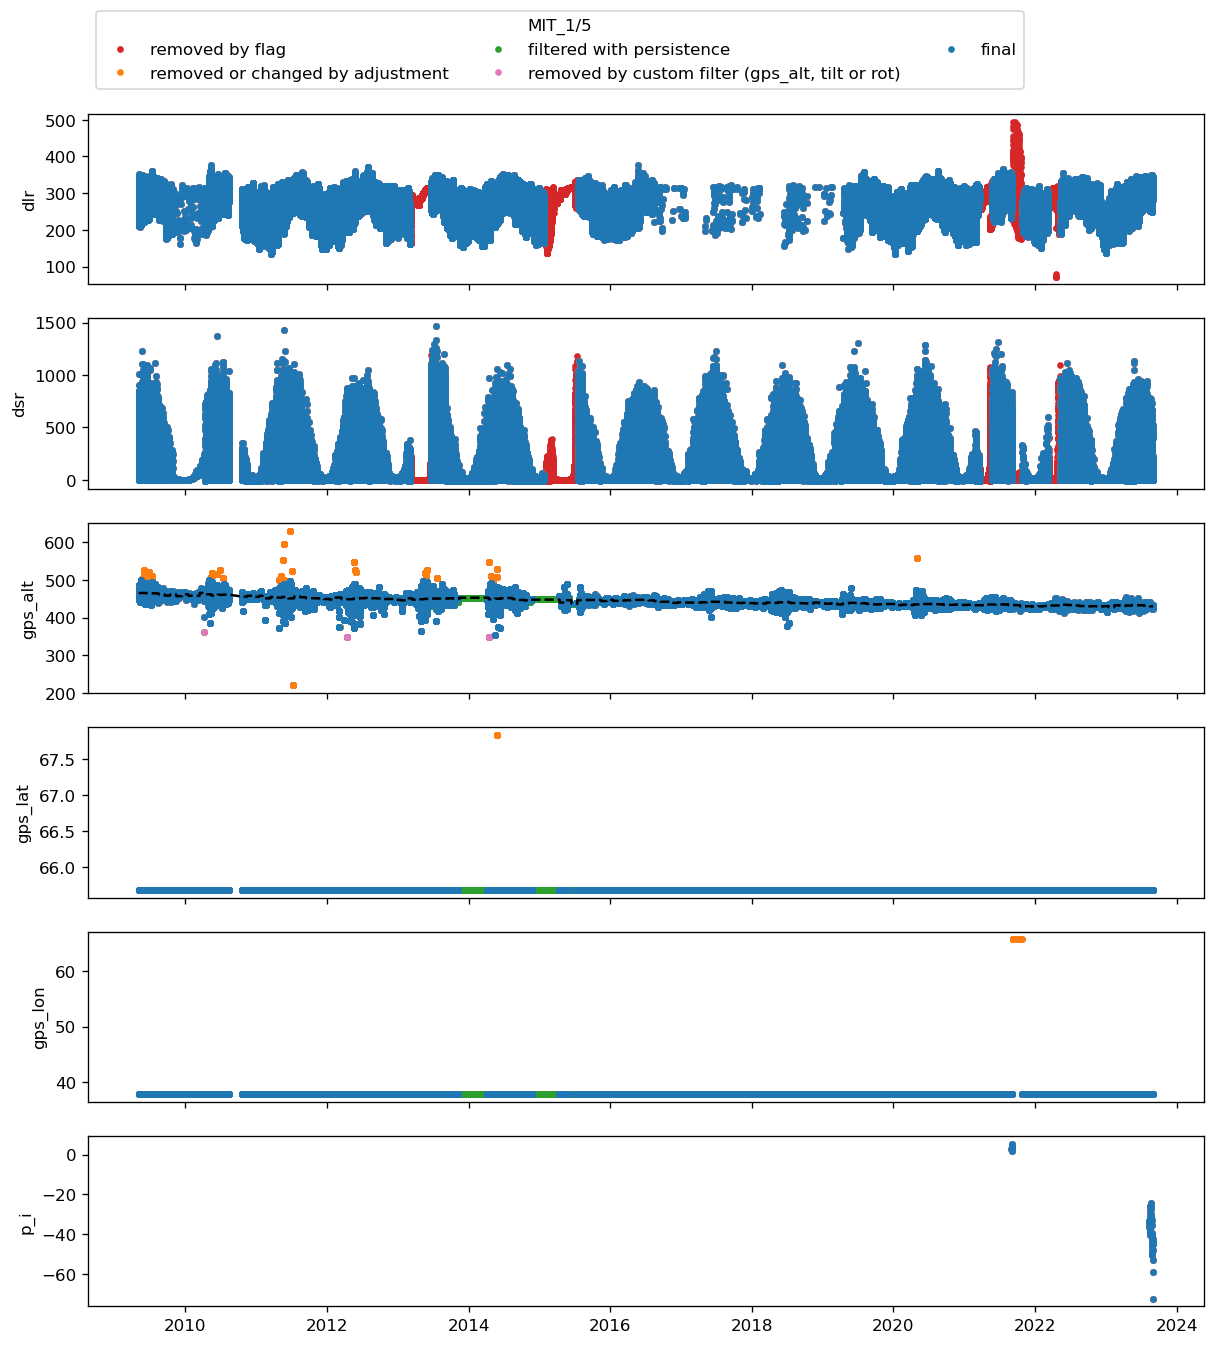 MIT_1/5
removed by flag
removed or changed by adjustment
filtered with persistence
removed by custom filter (gps_alt, tilt or rot)
final
dlr
500
400
300
200
100
dsr
1500
1000
500
0
gps_alt
600
500
400
300
200
gps_lat
67.5
67.0
66.5
66.0
gps_lon
60
50
40
p_i
0
−20
−40
−60
2010 2012 2014 2016 2018 2020 2022 2024